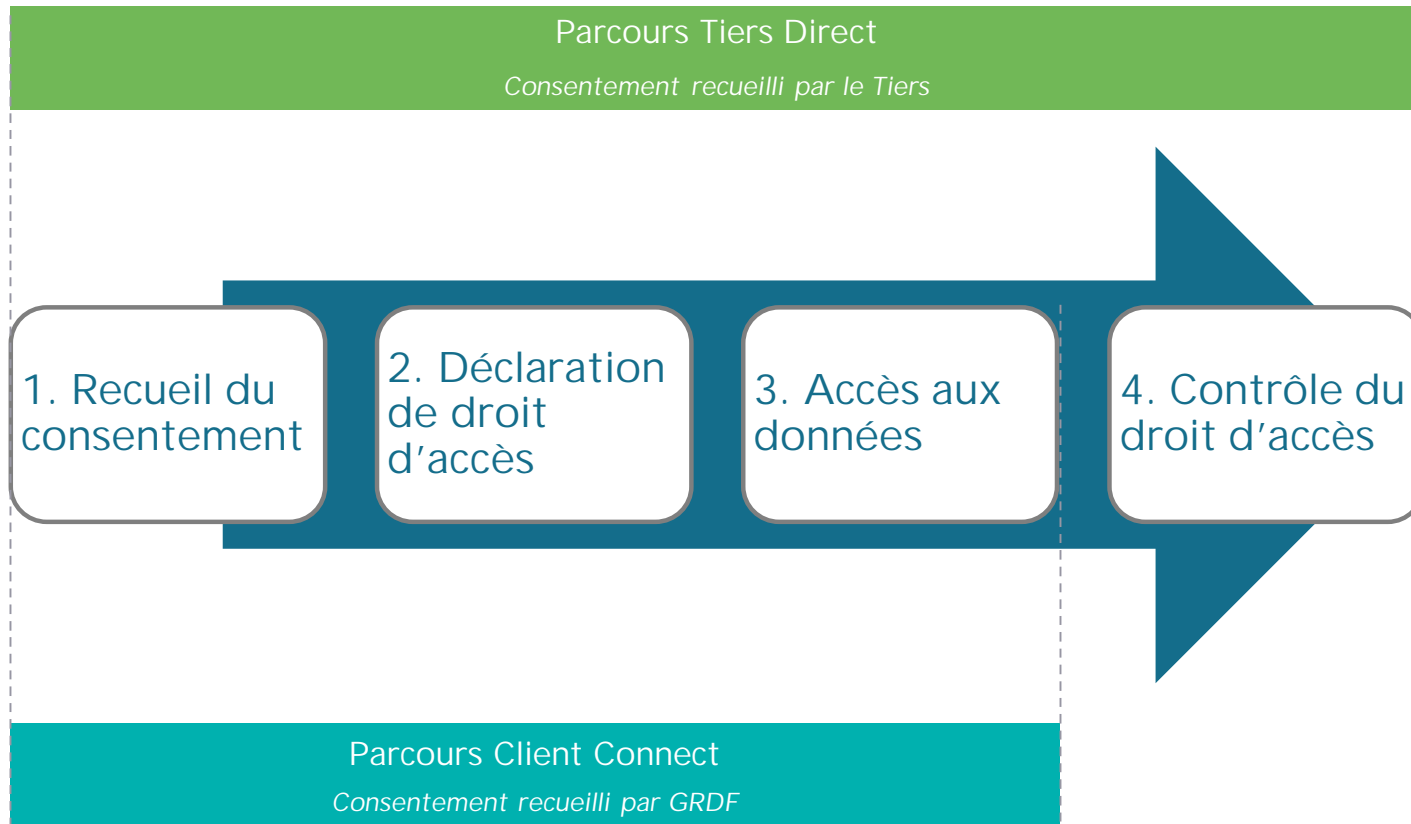 Parcours Tiers Direct
Consentement recueilli par le Tiers
1. Recueil du
consentement
2. Déclaration
de droit
d’accès
3. Accès aux
données
4. Contrôle du
droit d’accès
Parcours Client Connect
Consentement recueilli par GRDF